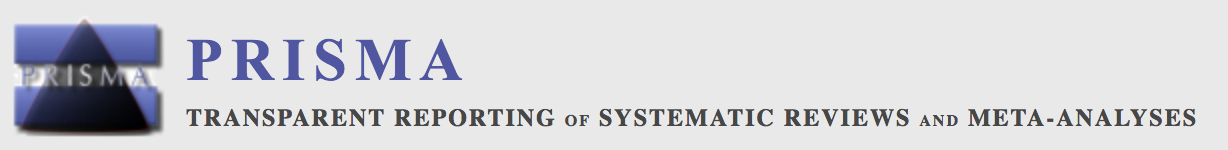 PRISMA
PRISMA
TRANSPARENT REPORTING OF SYSTEMATIC REVIEWS AND META-ANALYSES